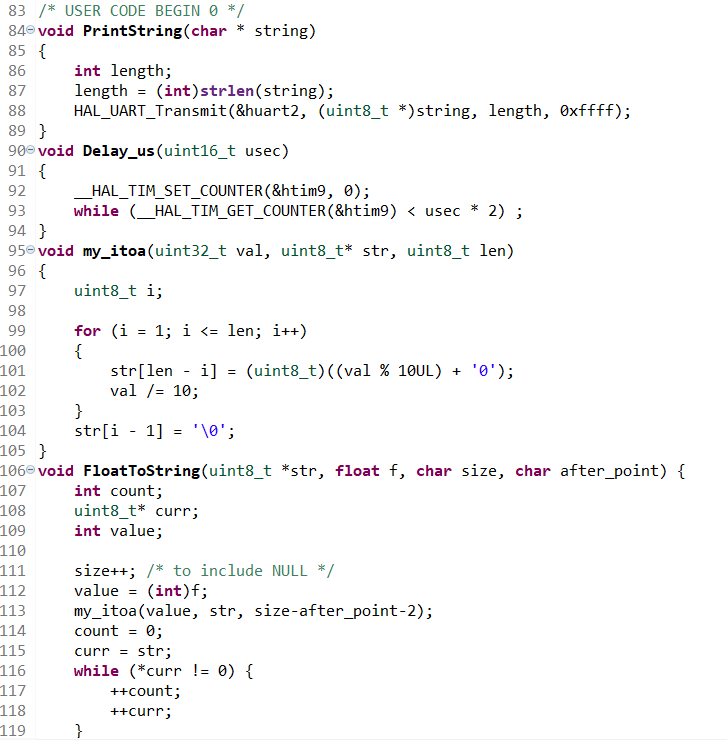 83 /* USER CODE BEGIN 0 */
84 void PrintString(char * string)
85 {
86     int length;
87     length = (int)strlen(string);
88     HAL_UART_Transmit(&huart2, (uint8_t *)string, length, 0xffff);
89 }
90 void Delay_us(uint16_t usec)
91 {
92     __HAL_TIM_SET_COUNTER(&htim9, 0);
93     while (__HAL_TIM_GET_COUNTER(&htim9) < usec * 2) ;
94 }
95 void my_itoa(uint32_t val, uint8_t* str, uint8_t len)
96 {
97     uint8_t i;
98
99     for (i = 1; i <= len; i++)
100     {
101         str[len - i] = (uint8_t)((val % 10UL) + '0');
102         val /= 10;
103     }
104     str[i - 1] = '\0';
105 }
106 void FloatToString(uint8_t *str, float f, char size, char after_point) {
107     int count;
108     uint8_t* curr;
109     int value;
110
111     size++; /* to include NULL */
112     value = (int)f;
113     my_itoa(value, str, size-after_point-2);
114     count = 0;
115     curr = str;
116     while (*curr != 0) {
117         ++count;
118         ++curr;
119     }